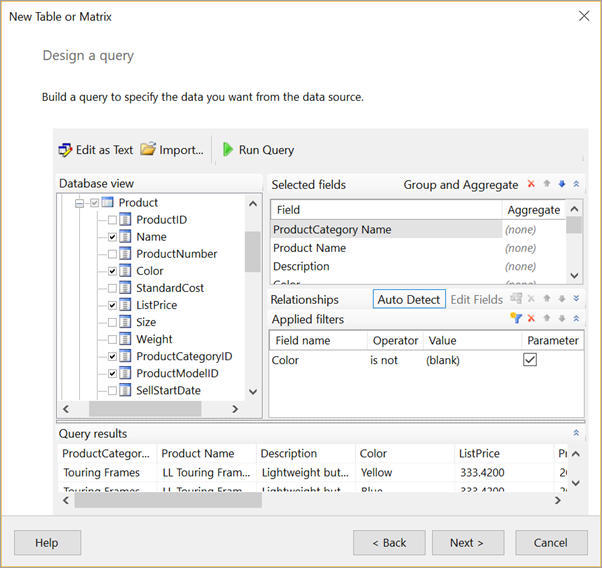 New Table or Matrix
Design a query
Build a query to specify the data you want from the data source.
Edit as Text Import... Run Query
Database view
Product
ProductID
Name
ProductNumber
Color
StandardCost
ListPrice
Size
Weight
ProductCategoryID
ProductModelID
SellStartDate
Selected fields Group and Aggregate
Field Aggregate
ProductCategory Name (none)
Product Name (none)
Description (none)
Color (none)
Relationships Auto Detect Edit Fields
Applied filters
Field name Operator Value Parameter
Color is not (blank)
Query results
ProductCategor... Product Name Description Color ListPrice
Touring Frames LL Touring Fram... Lightweight but... Yellow 333.4200
Touring Frames LL Touring Fram... Lightweight but... Blue 333.4200
Help < Back Next > Cancel